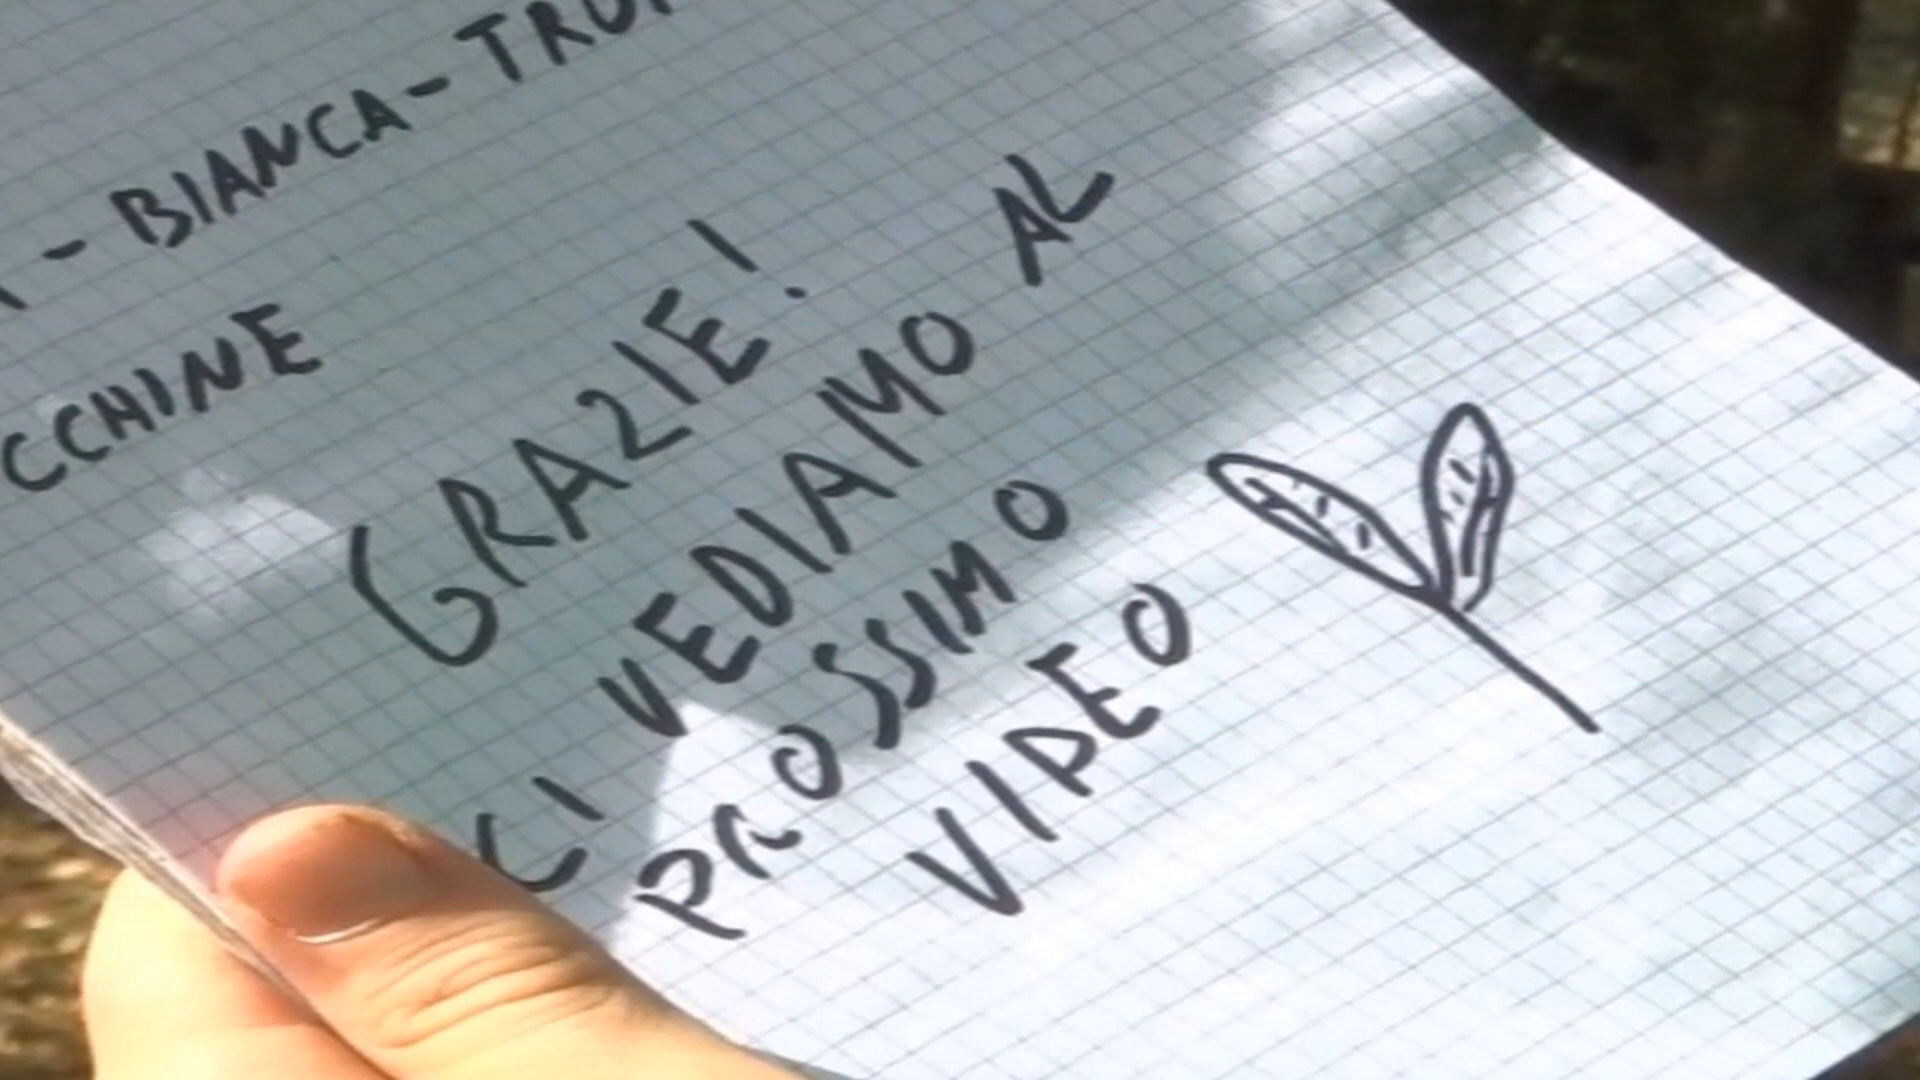 - BIANCA -
CCHINE
GRAZIE!
CI VEDIAMO AL
PROSSIMO
VIDEO